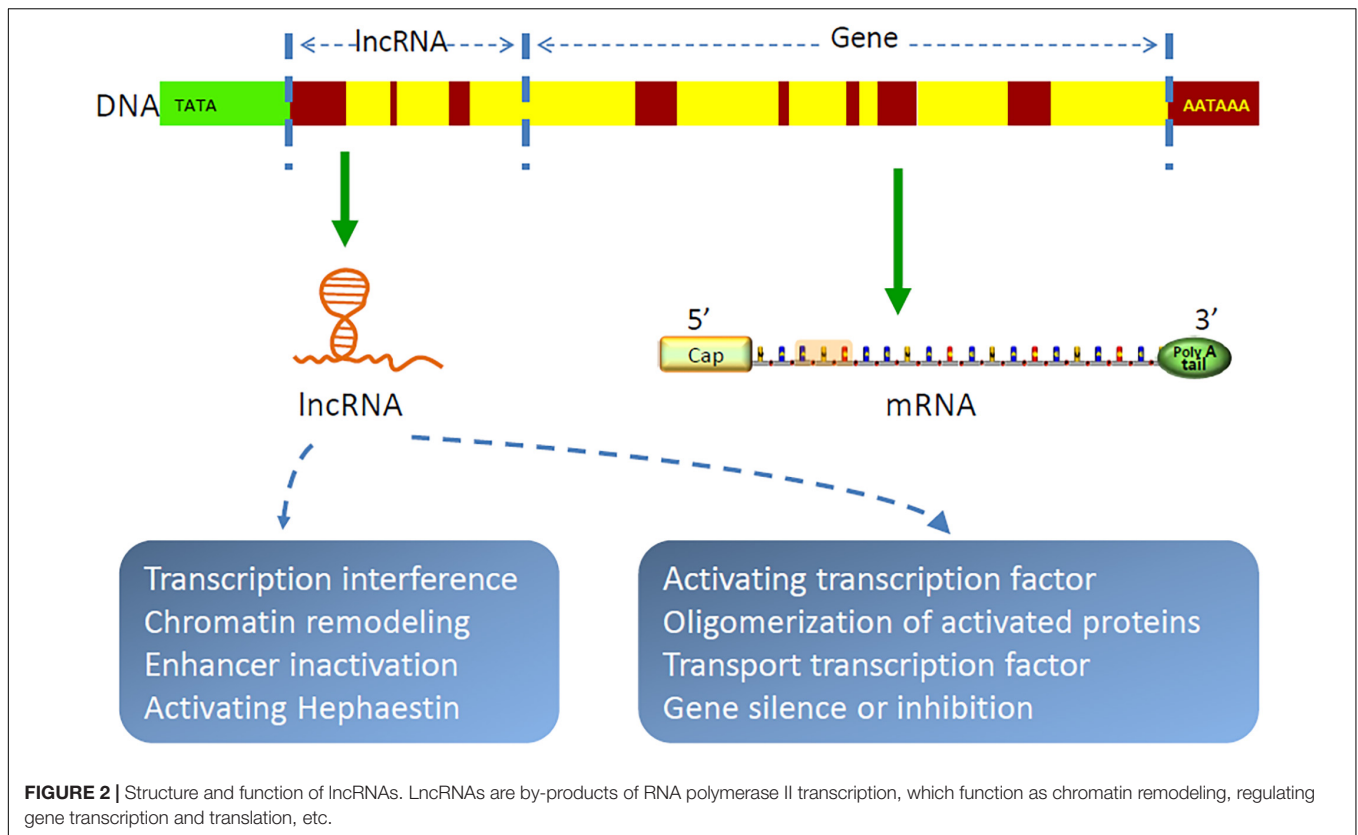 lncRNA
Gene
DNA
TATA
AATAAA
5’
3’
Cap
Poly A
tail
lncRNA
mRNA
Transcription interference
Chromatin remodeling
Enhancer inactivation
Activating Hephaestin
Activating transcription factor
Oligomerization of activated proteins
Transport transcription factor
Gene silence or inhibition
FIGURE 2 | Structure and function of lncRNAs. LncRNAs are by-products of RNA polymerase II transcription, which function as chromatin remodeling, regulating
gene transcription and translation, etc.